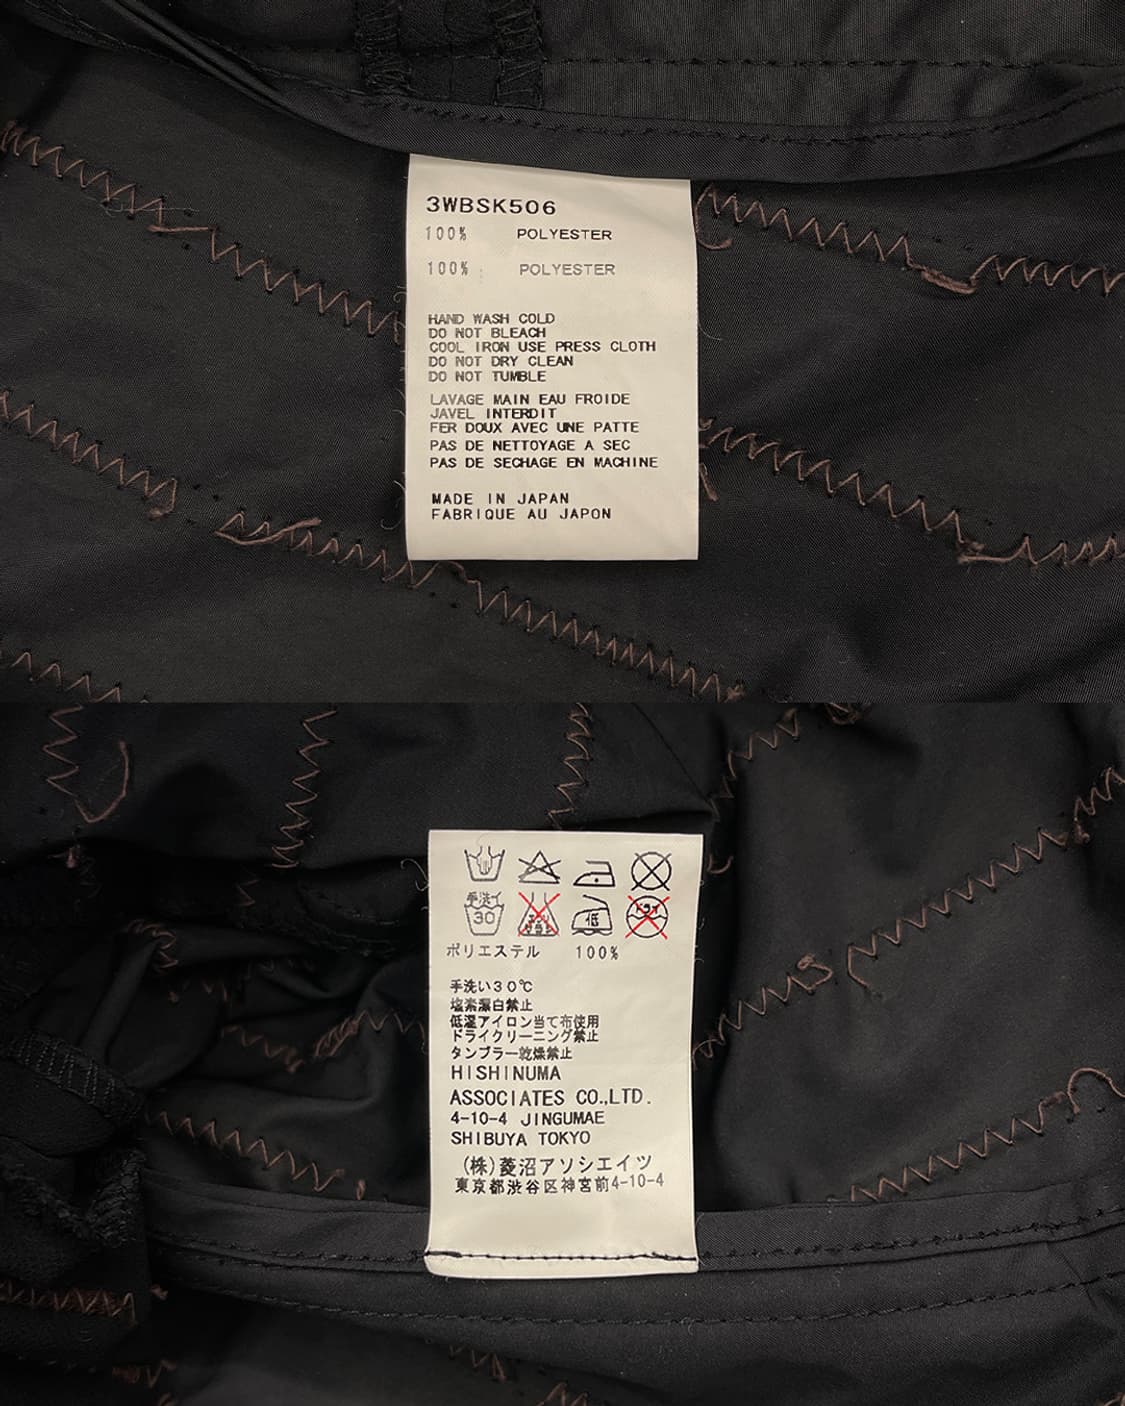 3WBSK506
100% POLYESTER
100% POLYESTER
HAND WASH COLD
DO NOT BLEACH
COOL IRON USE PRESS CLOTH
DO NOT DRY CLEAN
DO NOT TUMBLE
LAVAGE MAIN EAU FROIDE
JAVEL INTERDIT
FER DOUX AVEC UNE PATTE
PAS DE NETTOYAGE A SEC
PAS DE SECHAGE EN MACHINE
MADE IN JAPAN
FABRIQUE AU JAPON
手洗イ
30
低
ドライ
ポリエステル 100%
手洗い30℃
塩素漂白禁止
低温アイロン当て布使用
ドライクリーニング禁止
タンブラー乾燥禁止
HISHINUMA
ASSOCIATES CO.,LTD.
4-10-4 JINGUMAE
SHIBUYA TOKYO
(株)菱沼アソシエイツ
東京都渋谷区神宮前4-10-4